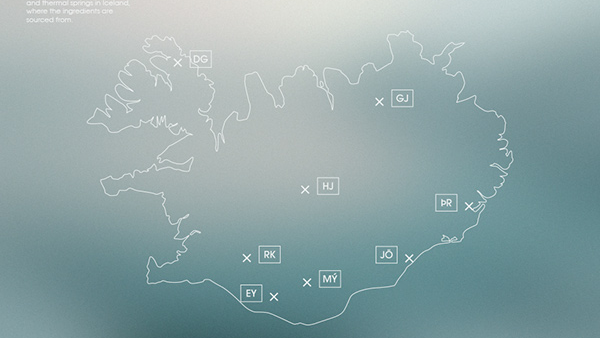 and thermal springs in Iceland,
where the ingredients are
sourced from
DG
GJ
HJ
ÞR
RK
JÖ
MÝ
EY